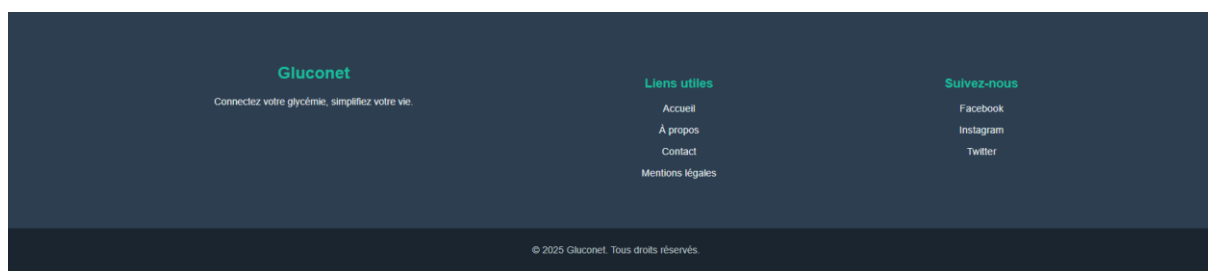 Gluconet
Connectez votre glycémie, simplifiez votre vie.
Liens utiles
Accueil
À propos
Contact
Mentions légales
Suivez-nous
Facebook
Instagram
Twitter
© 2025 Gluconet. Tous droits réservés.